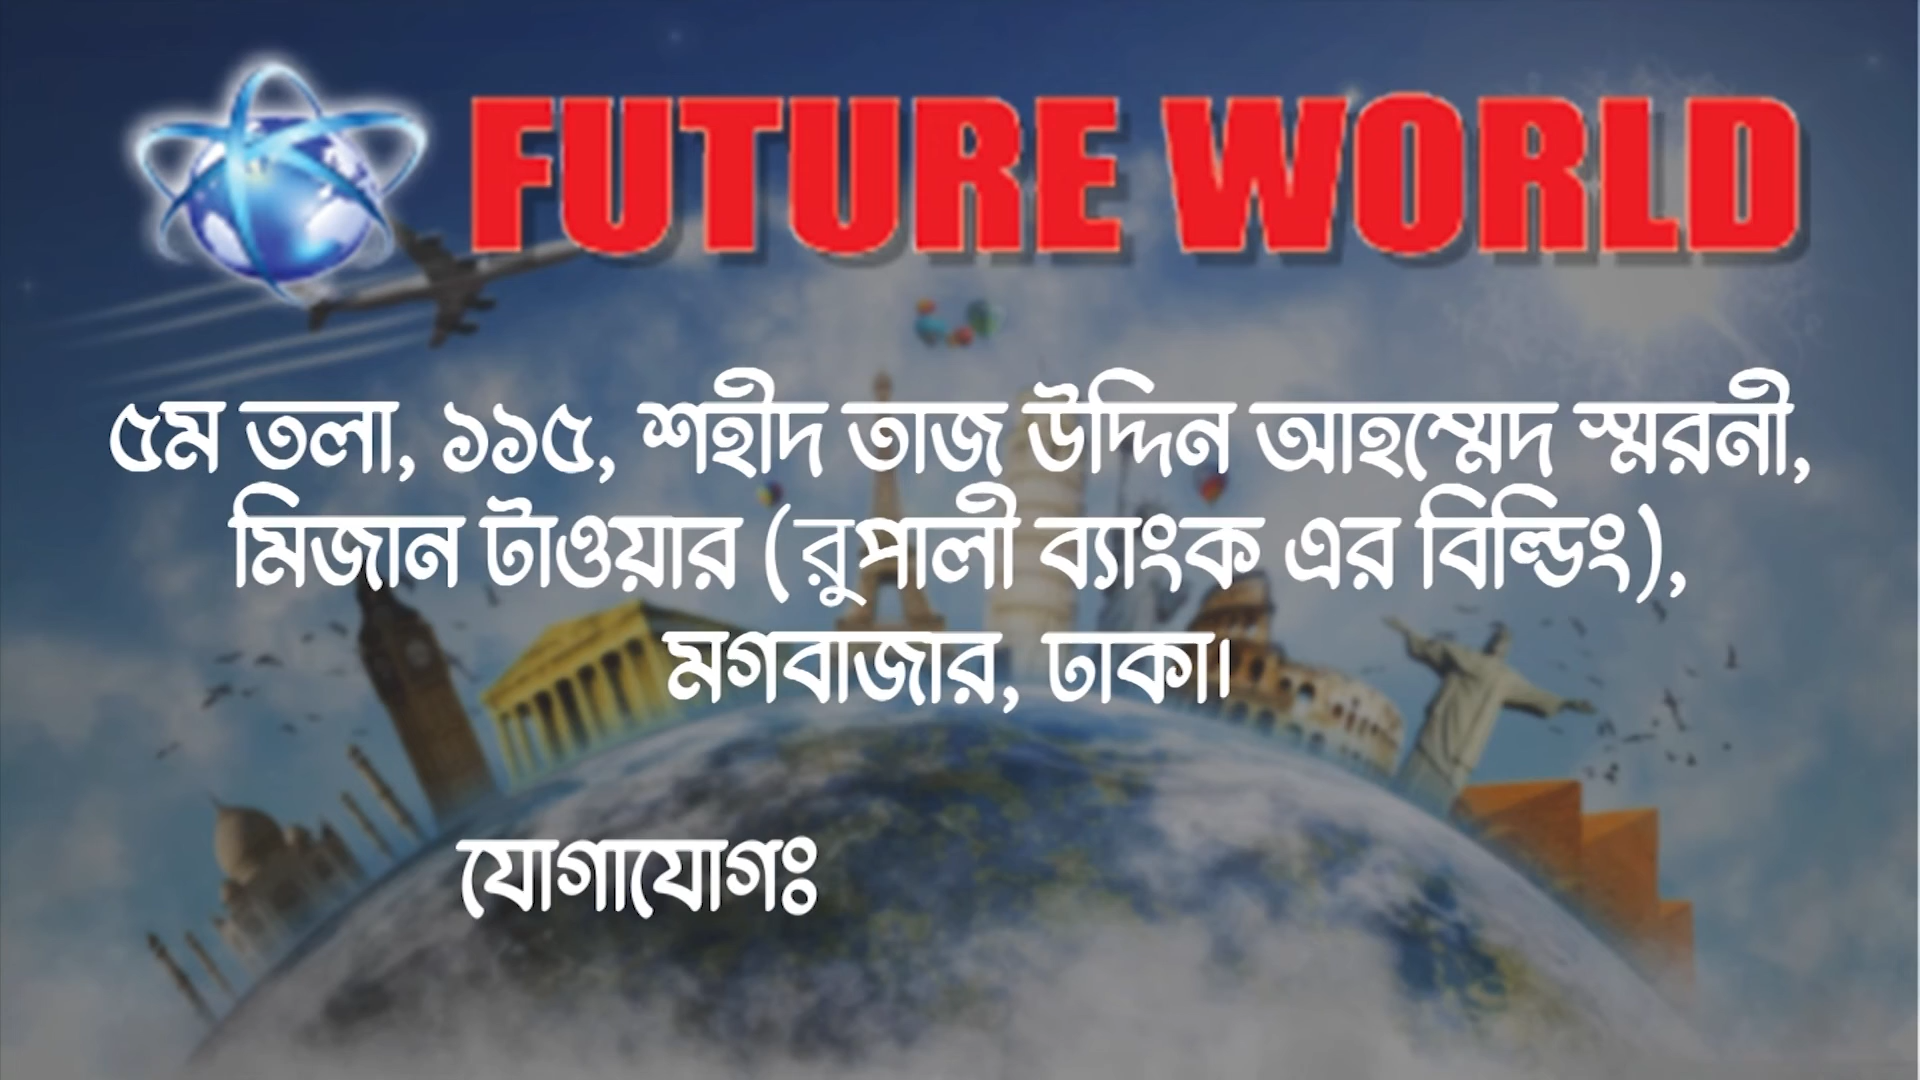 FUTURE WORLD
৫ম তলা, ১১৫, শহীদ তাজ উদ্দিন আহম্মেদ স্মরনী,
মিজান টাওয়ার (রুপালী ব্যাংক এর বিল্ডিং),
মগবাজার, ঢাকা।
যোগাযোগঃ